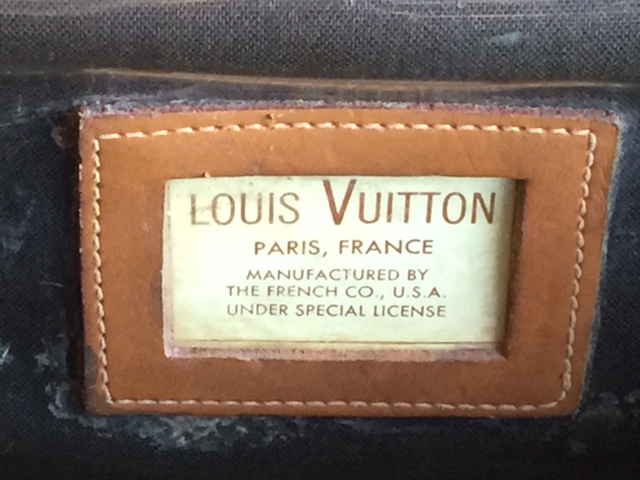 LOUIS VUITTON
PARIS, FRANCE
MANUFACTURED BY
THE FRENCH CO., U.S.A.
UNDER SPECIAL LICENSE